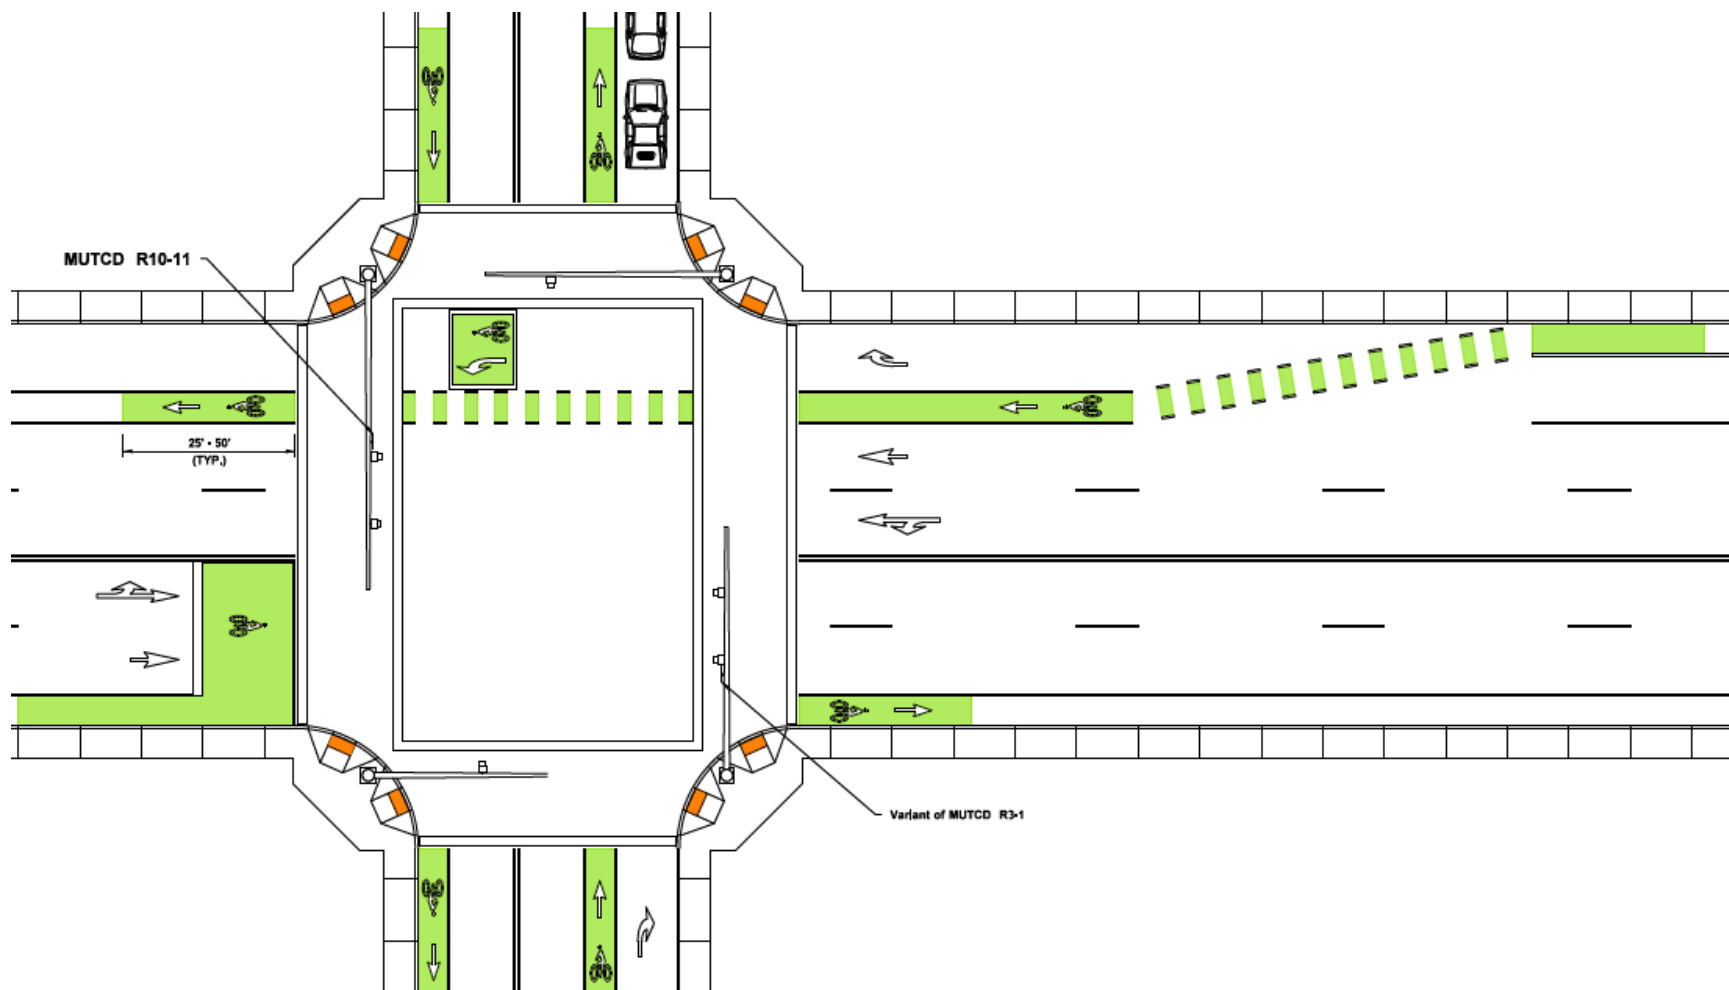 MUTCD R10-11
25' - 50'
(TYP.)
Variant of MUTCD R3-1